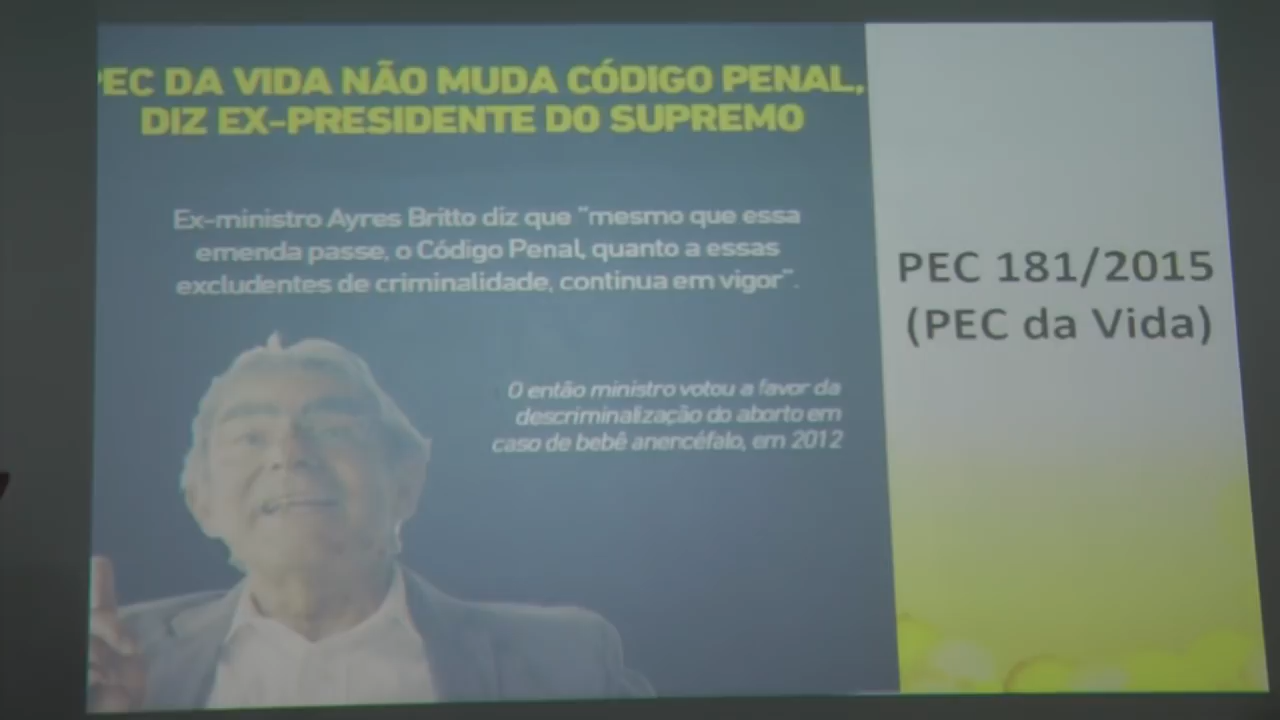 PEC DA VIDA NÃO MUDA CÓDIGO PENAL,
DIZ EX-PRESIDENTE DO SUPREMO
Ex-ministro Ayres Britto diz que "mesmo que essa
emenda passe, o Código Penal, quanto a essas
excludentes de criminalidade, continua em vigor".
O então ministro votou a favor da
descriminalização do aborto em
caso de bebê anencéfalo, em 2012
PEC 181/2015
(PEC da Vida)